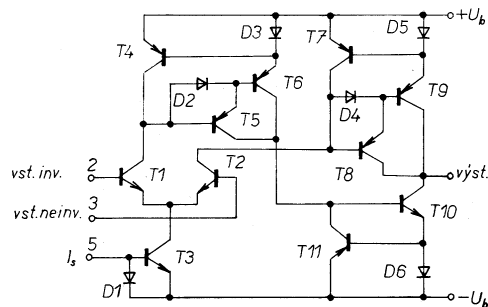 +U_b
D3
T7
D5
T4
D2
T6
T9
D4
T5
T2
vst. inv. 2
T1
T8
výst.
vst.neinv. 3
T10
I_s 5
T3
T11
D1
D6
-U_b